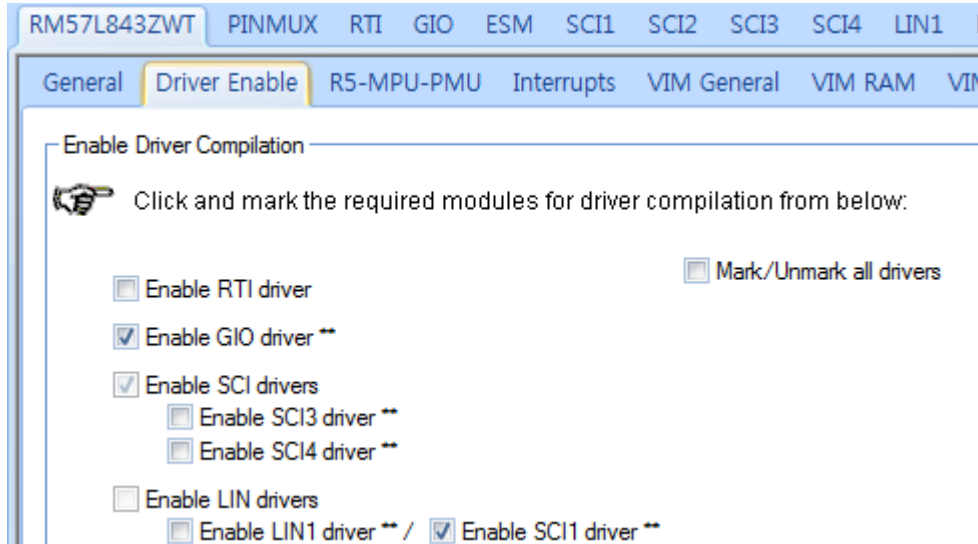 RM57L843ZWT PINMUX RTI GIO ESM SCI1 SCI2 SCI3 SCI4 LIN1
General Driver Enable R5-MPU-PMU Interrupts VIM General VIM RAM
Enable Driver Compilation
Click and mark the required modules for driver compilation from below:
Mark/Unmark all drivers
Enable RTI driver
Enable GIO driver **
Enable SCI drivers
Enable SCI3 driver **
Enable SCI4 driver **
Enable LIN drivers
Enable LIN1 driver ** / Enable SCI1 driver **